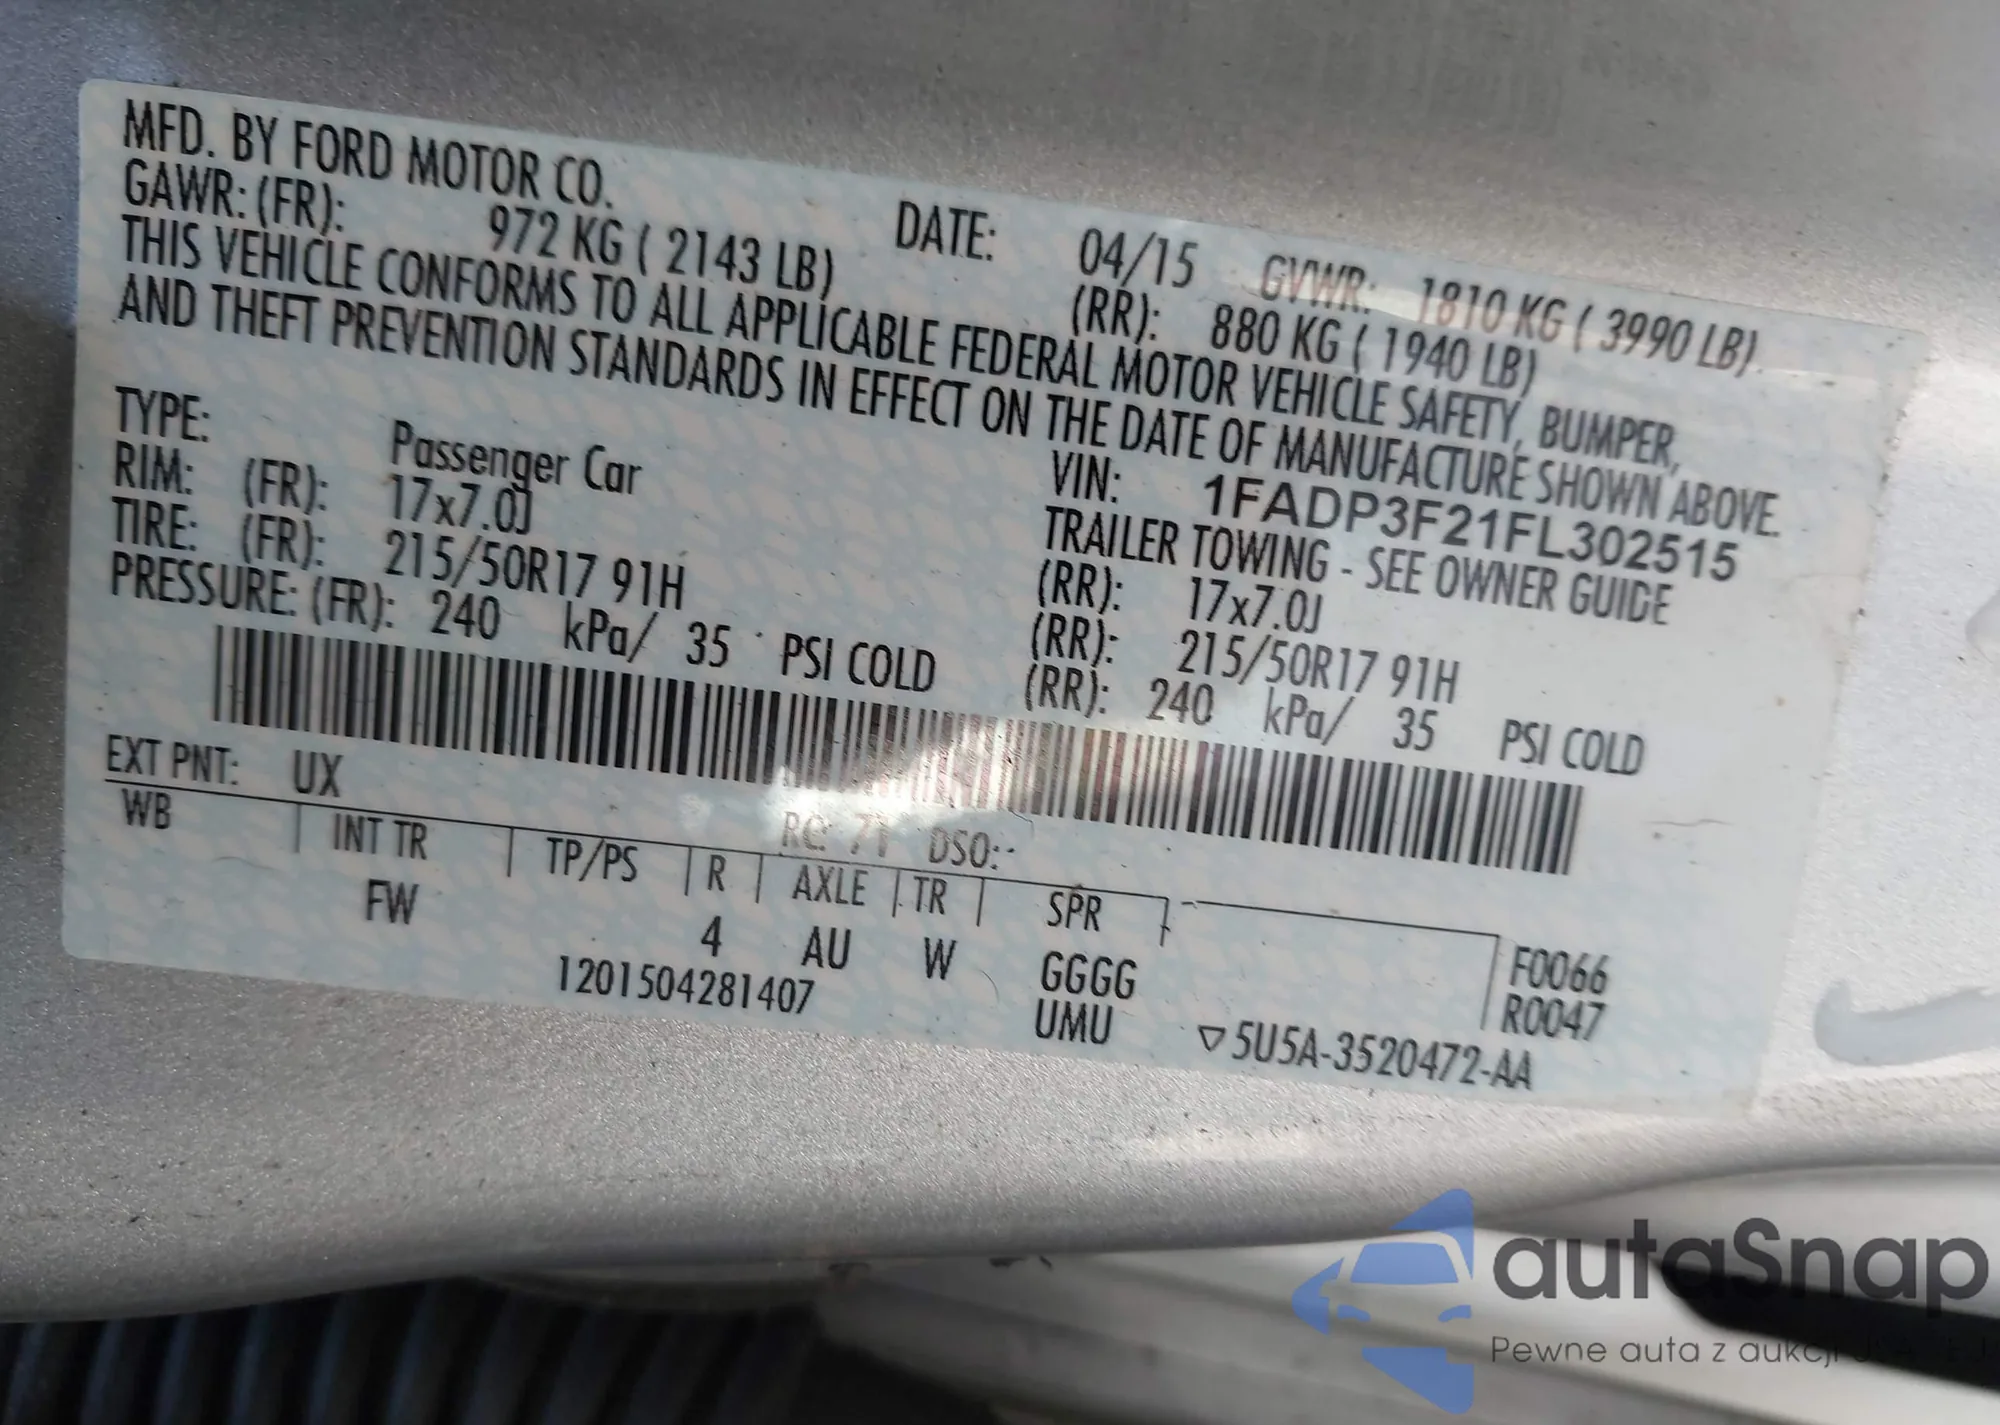 MFD. BY FORD MOTOR CO. DATE: 04/15 GVWR: 1810 KG ( 3990 LB)
GAWR: (FR): 972 KG ( 2143 LB) (RR): 880 KG ( 1940 LB)
THIS VEHICLE CONFORMS TO ALL APPLICABLE FEDERAL MOTOR VEHICLE SAFETY, BUMPER,
AND THEFT PREVENTION STANDARDS IN EFFECT ON THE DATE OF MANUFACTURE SHOWN ABOVE.
VIN: 1FADP3F21FL302515
TYPE: Passenger Car TRAILER TOWING - SEE OWNER GUIDE
RIM: (FR): 17x7.0J (RR): 17x7.0J
TIRE: (FR): 215/50R17 91H (RR): 215/50R17 91H
PRESSURE: (FR): 240 kPa/ 35 PSI COLD (RR): 240 kPa/ 35 PSI COLD
EXT PNT: UX RC: 71 DSO:
WB INT TR TP/PS R AXLE TR SPR
FW 4 AU W GGGG F0066
1201504281407 UMU R0047
▽5U5A-3520472-AA
autaSnap
Pewne auta z aukcji